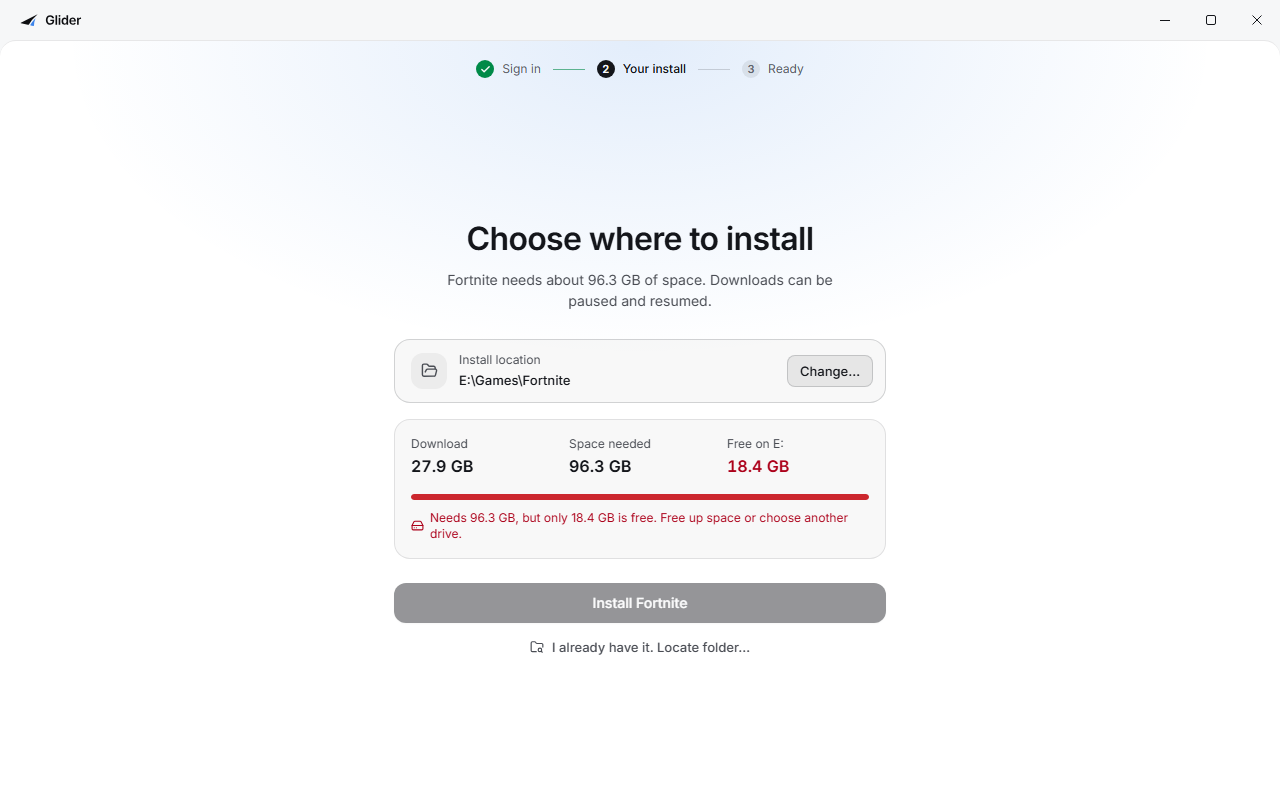 Glider
Sign in
2 Your install
3 Ready
Choose where to install
Fortnite needs about 96.3 GB of space. Downloads can be
paused and resumed.
Install location
E:\Games\Fortnite
Change...
Download
27.9 GB
Space needed
96.3 GB
Free on E:
18.4 GB
Needs 96.3 GB, but only 18.4 GB is free. Free up space or choose another
drive.
Install Fortnite
I already have it. Locate folder...